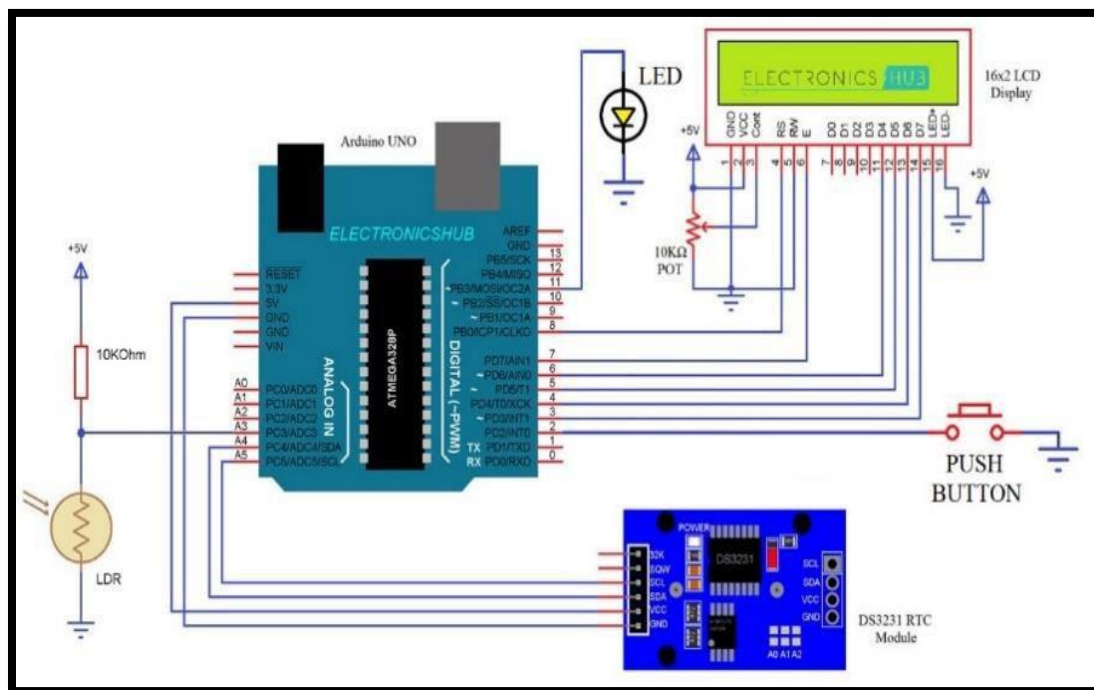 LED
ELECTRONICS HUB
16x2 LCD
Display
GND
VCC
Cont
RS
RW
E
D0
D1
D2
D3
D4
D5
D6
D7
LED+
LED-
1
2
3
4
5
6
7
8
9
10
11
12
13
14
15
16
+5V
+5V
10KΩ
POT
Arduino UNO
ELECTRONICSHUB
ATMEGA328P
ANALOG IN
DIGITAL (~PWM)
RESET
3.3V
5V
GND
GND
VIN
A0 PC0/ADC0
A1 PC1/ADC1
A2 PC2/ADC2
A3 PC3/ADC3
A4 PC4/ADC4/SDA
A5 PC5/ADC5/SCL
AREF
GND
PB5/SCK 13
PB4/MISO 12
~PB3/MOSI/OC2A 11
~ PB2/SS/OC1B 10
~ PB1/OC1A 9
PB0/ICP1/CLKO 8
PD7/AIN1 7
~PD6/AIN0 6
~ PD5/T1 5
PD4/T0/XCK 4
~PD3/INT1 3
PD2/INT0 2
TX PD1/TXD 1
RX PD0/RXD 0
+5V
10KOhm
LDR
PUSH
BUTTON
POWER
DS3231
32K
SQW
SCL
SDA
VCC
GND
SCL
SDA
VCC
GND
A0 A1 A2
DS3231 RTC
Module